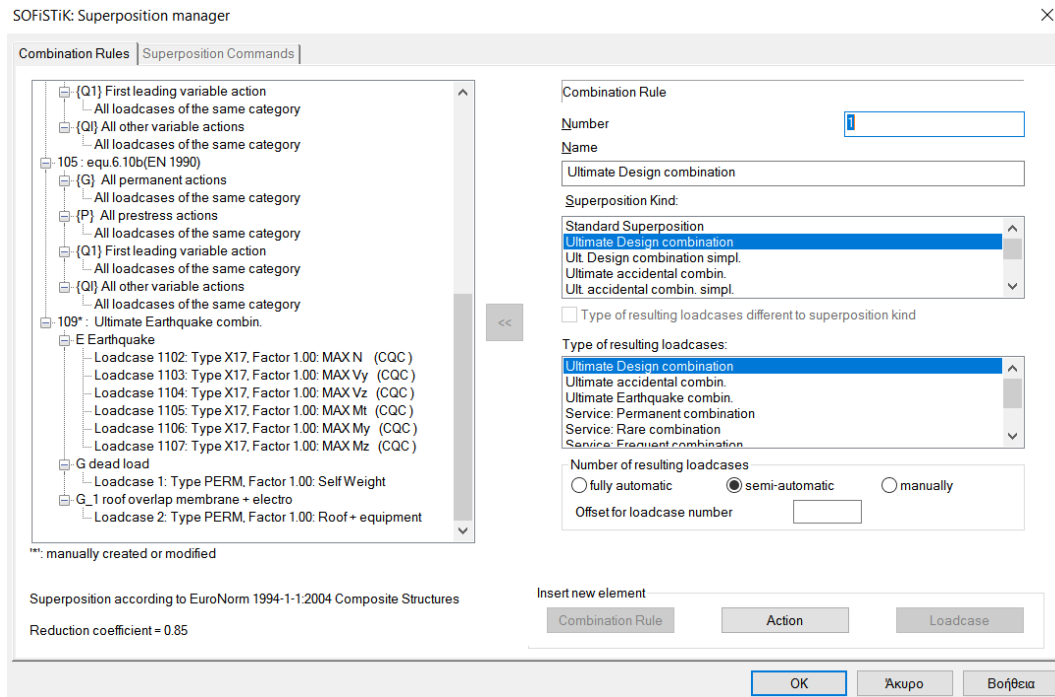 SOFiSTiK: Superposition manager
Combination Rules
Superposition Commands
{Q1} First leading variable action
All loadcases of the same category
{QI} All other variable actions
All loadcases of the same category
105 : equ.6.10b(EN 1990)
{G} All permanent actions
All loadcases of the same category
{P} All prestress actions
All loadcases of the same category
{Q1} First leading variable action
All loadcases of the same category
{QI} All other variable actions
All loadcases of the same category
109* : Ultimate Earthquake combin.
E Earthquake
Loadcase 1102: Type X17, Factor 1.00: MAX N (CQC )
Loadcase 1103: Type X17, Factor 1.00: MAX Vy (CQC )
Loadcase 1104: Type X17, Factor 1.00: MAX Vz (CQC )
Loadcase 1105: Type X17, Factor 1.00: MAX Mt (CQC )
Loadcase 1106: Type X17, Factor 1.00: MAX My (CQC )
Loadcase 1107: Type X17, Factor 1.00: MAX Mz (CQC )
G dead load
Loadcase 1: Type PERM, Factor 1.00: Self Weight
G_1 roof overlap membrane + electro
Loadcase 2: Type PERM, Factor 1.00: Roof + equipment
'*': manually created or modified
Superposition according to EuroNorm 1994-1-1:2004 Composite Structures
Reduction coefficient = 0.85
<<
Combination Rule
Number
1
Name
Ultimate Design combination
Superposition Kind:
Standard Superposition
Ultimate Design combination
Ult. Design combination simpl.
Ultimate accidental combin.
Ult. accidental combin. simpl.
Type of resulting loadcases different to superposition kind
Type of resulting loadcases:
Ultimate Design combination
Ultimate accidental combin.
Ultimate Earthquake combin.
Service: Permanent combination
Service: Rare combination
Service: Frequent combination
Number of resulting loadcases
fully automatic
semi-automatic
manually
Offset for loadcase number
Insert new element
Combination Rule
Action
Loadcase
OK
Άκυρο
Βοήθεια